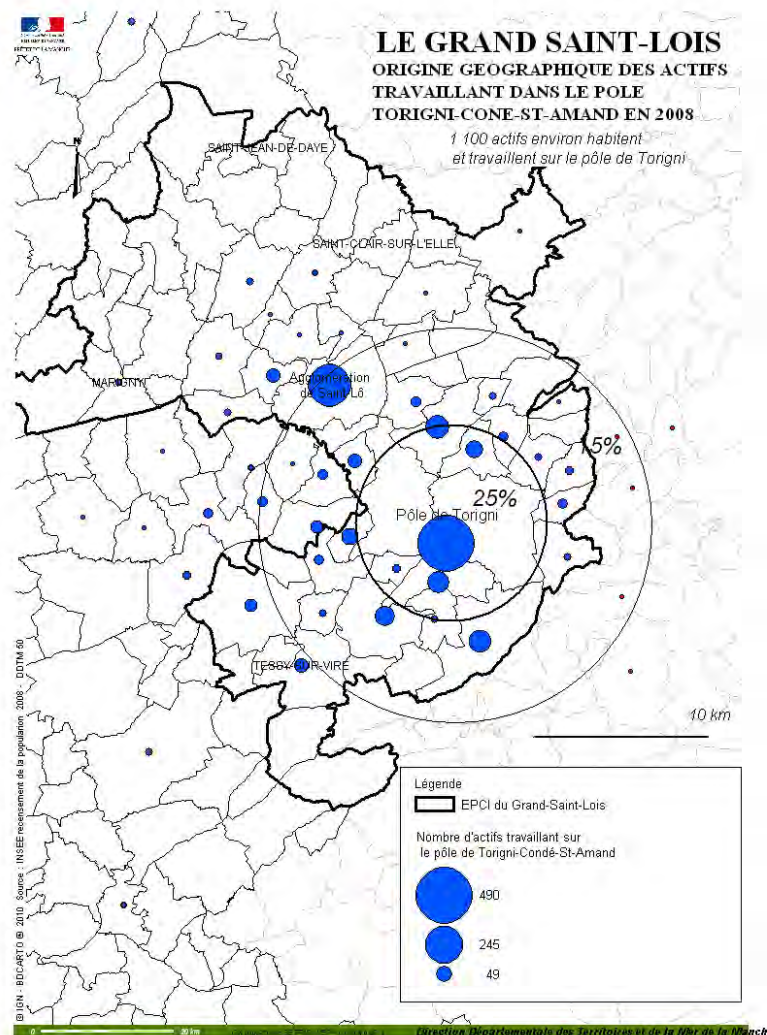 LE GRAND SAINT-LOIS
ORIGINE GEOGRAPHIQUE DES ACTIFS
TRAVAILLANT DANS LE POLE
TORIGNI-CONE-ST-AMAND EN 2008
1 100 actifs environ habitent
et travaillent sur le pôle de Torigni
N
SAINT-JEAN-DE-DAYE
SAINT-CLAIR-SUR-L'ELLE
MARIGNY
Agglomération
de Saint-Lô
15%
25%
Pôle de Torigni
TESSY-SUR-VIRE
10 km
Légende
EPCI du Grand-Saint-Lois
Nombre d'actifs travaillant sur
le pôle de Torigni-Condé-St-Amand
490
245
49
@ IGN - BDCARTO ® 2010 Source : INSEE recensement de la population 2008 - DDTM 50
0 20 km
Direction Départementale des Territoires et de la Mer de la Manche